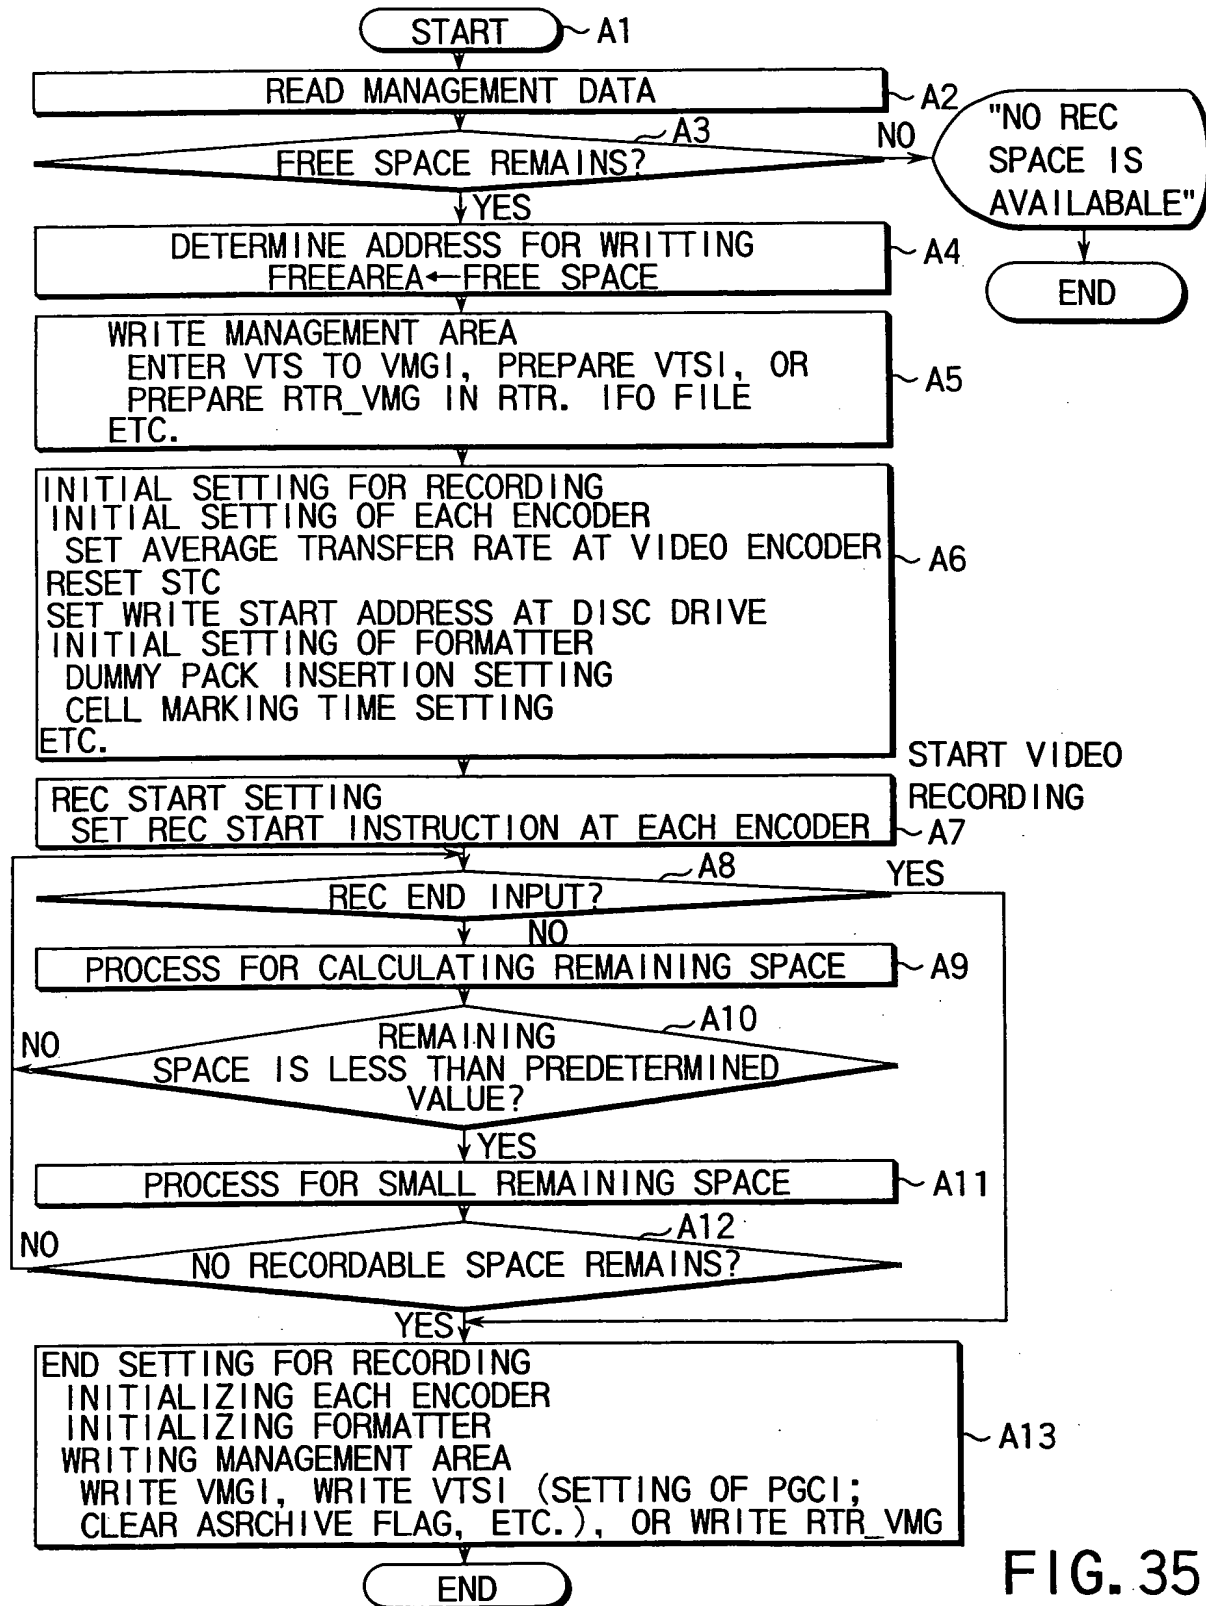 START
A1
READ MANAGEMENT DATA
A2
A3
FREE SPACE REMAINS?
NO
"NO REC
SPACE IS
AVAILABALE"
END
YES
DETERMINE ADDRESS FOR WRITTING
FREEAREA←FREE SPACE
A4
WRITE MANAGEMENT AREA
ENTER VTS TO VMGI, PREPARE VTSI, OR
PREPARE RTR_VMG IN RTR. IFO FILE
ETC.
A5
INITIAL SETTING FOR RECORDING
INITIAL SETTING OF EACH ENCODER
SET AVERAGE TRANSFER RATE AT VIDEO ENCODER
RESET STC
SET WRITE START ADDRESS AT DISC DRIVE
INITIAL SETTING OF FORMATTER
DUMMY PACK INSERTION SETTING
CELL MARKING TIME SETTING
ETC.
A6
START VIDEO
RECORDING
REC START SETTING
SET REC START INSTRUCTION AT EACH ENCODER
A7
A8
REC END INPUT?
YES
NO
PROCESS FOR CALCULATING REMAINING SPACE
A9
A10
REMAINING
SPACE IS LESS THAN PREDETERMINED
VALUE?
NO
YES
PROCESS FOR SMALL REMAINING SPACE
A11
A12
NO RECORDABLE SPACE REMAINS?
NO
YES
END SETTING FOR RECORDING
INITIALIZING EACH ENCODER
INITIALIZING FORMATTER
WRITING MANAGEMENT AREA
WRITE VMGI, WRITE VTSI (SETTING OF PGCI;
CLEAR ASRCHIVE FLAG, ETC.), OR WRITE RTR_VMG
A13
END
FIG. 35